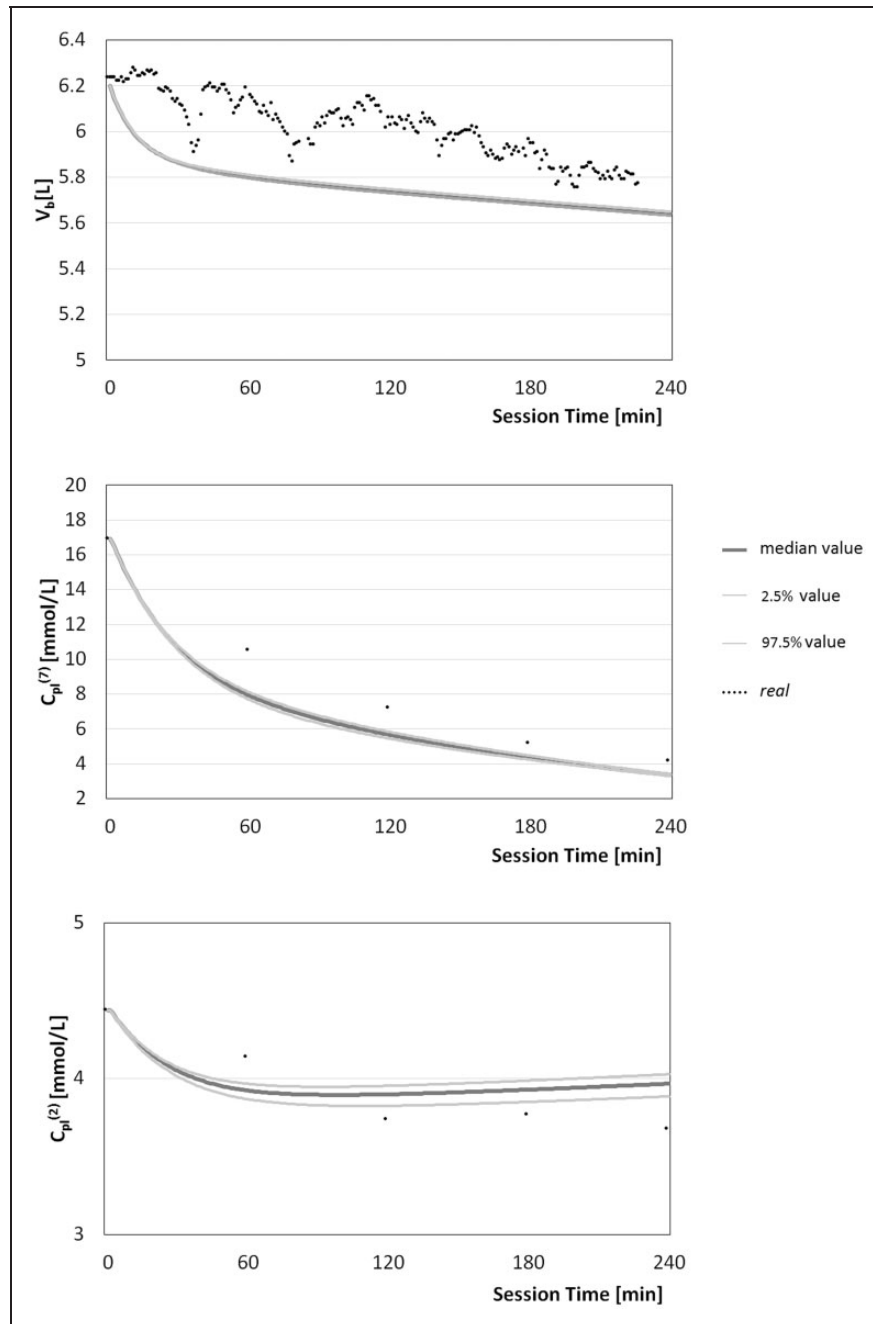 6.4
6.2
6
5.8
5.6
5.4
5.2
5
V_b[L]
0 60 120 180 240
Session Time [min]
20
18
16
14
12
10
8
6
4
2
C_pl^(7) [mmol/L]
0 60 120 180 240
Session Time [min]
median value
2.5% value
97.5% value
real
5
4
3
C_pl^(2) [mmol/L]
0 60 120 180 240
Session Time [min]